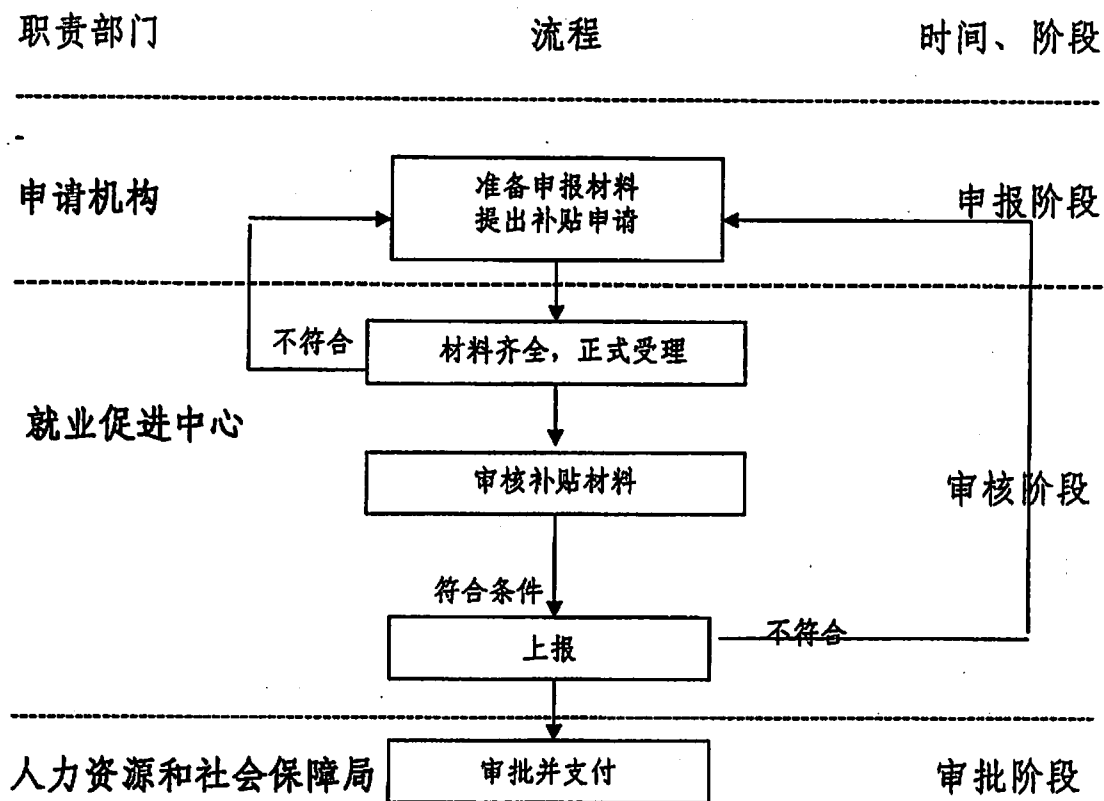 职责部门 流程 时间、阶段
申请机构 准备申报材料 申报阶段
提出补贴申请
不符合 材料齐全，正式受理
就业促进中心
审核补贴材料 审核阶段
符合条件
上报 不符合
人力资源和社会保障局 审批并支付 审批阶段